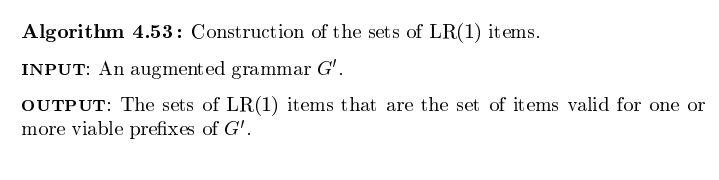 Algorithm 4.53: Construction of the sets of LR(1) items.
INPUT: An augmented grammar G′.
OUTPUT: The sets of LR(1) items that are the set of items valid for one or
more viable prefixes of G′.